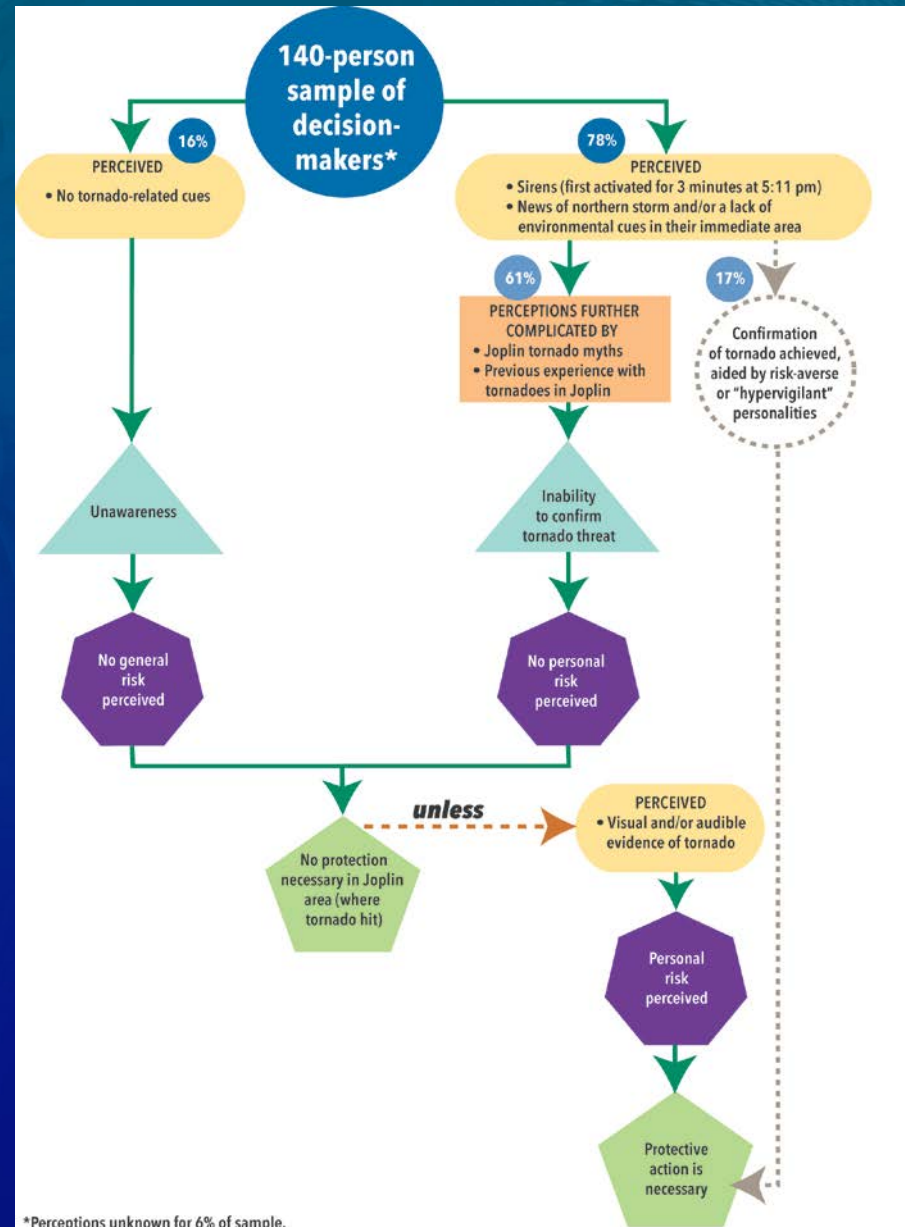 140-person
sample of
decision-
makers*
16%
PERCEIVED
• No tornado-related cues
78%
PERCEIVED
• Sirens (first activated for 3 minutes at 5:11 pm)
• News of northern storm and/or a lack of
environmental cues in their immediate area
61%
PERCEPTIONS FURTHER
COMPLICATED BY
• Joplin tornado myths
• Previous experience with
tornadoes in Joplin
17%
Confirmation
of tornado achieved,
aided by risk-averse
or "hypervigilant"
personalities
Unawareness
Inability
to confirm
tornado threat
No general
risk
perceived
No personal
risk
perceived
No protection
necessary in Joplin
area (where
tornado hit)
unless
PERCEIVED
• Visual and/or audible
evidence of tornado
Personal
risk
perceived
Protective
action is
necessary
*Perceptions unknown for 6% of sample.